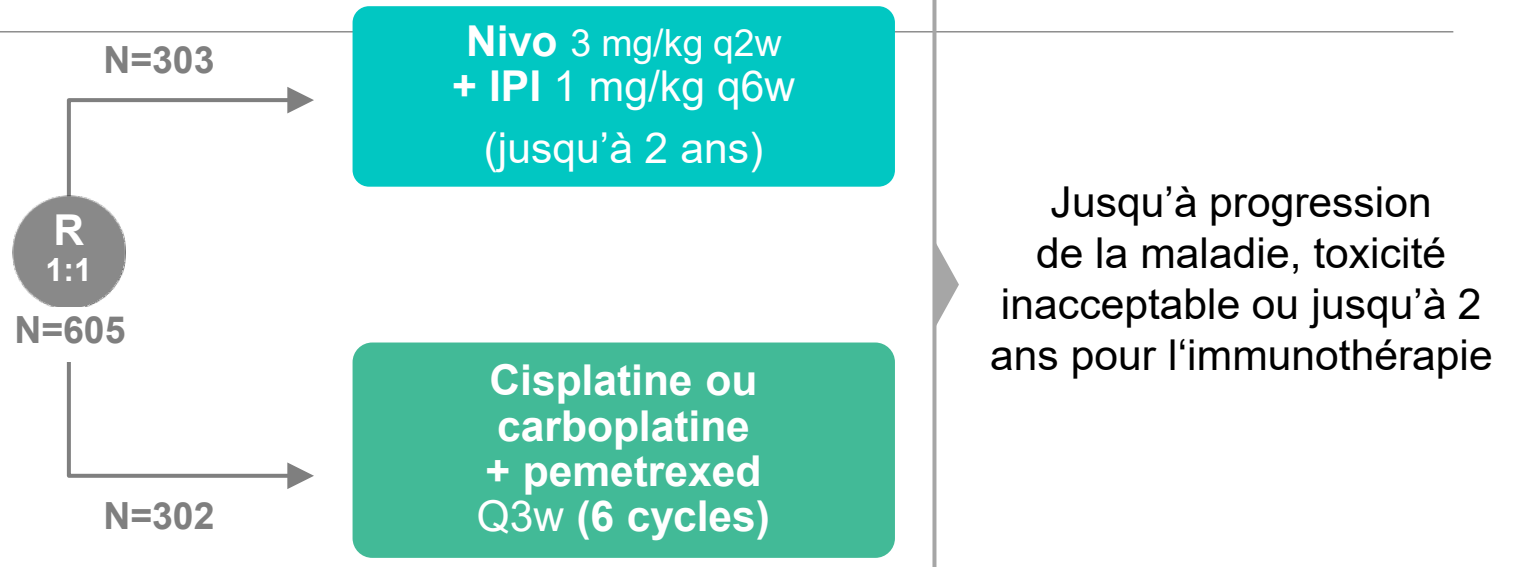 N=303
Nivo 3 mg/kg q2w
+ IPI 1 mg/kg q6w
(jusqu’à 2 ans)
R
1:1
N=605
Jusqu’à progression
de la maladie, toxicité
inacceptable ou jusqu’à 2
ans pour l‘immunothérapie
Cisplatine ou
carboplatine
+ pemetrexed
Q3w (6 cycles)
N=302